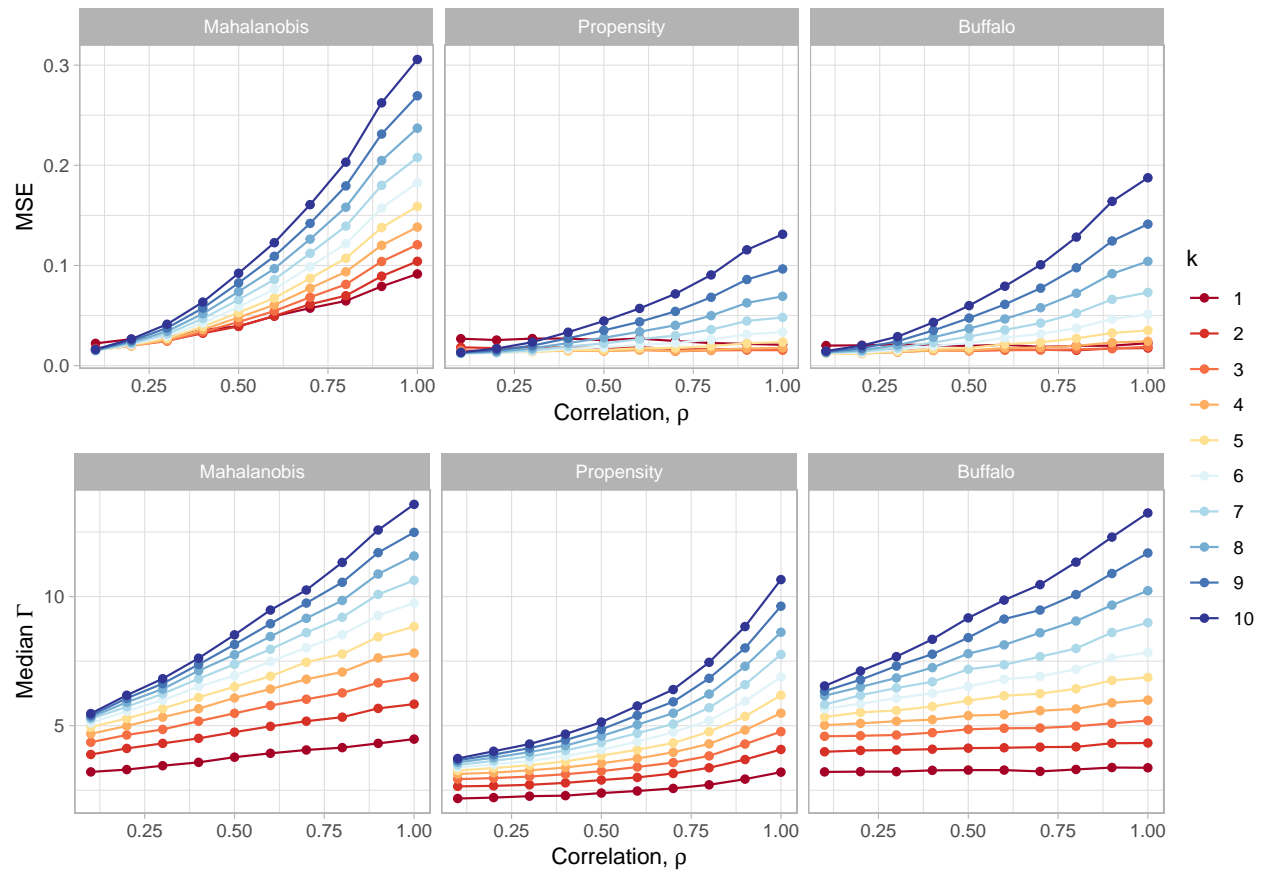 Mahalanobis Propensity Buffalo
0.3
0.2
0.1
0.0
MSE
0.25 0.50 0.75 1.00 0.25 0.50 0.75 1.00 0.25 0.50 0.75 1.00
Correlation, ρ
Mahalanobis Propensity Buffalo
10
5
Median Γ
0.25 0.50 0.75 1.00 0.25 0.50 0.75 1.00 0.25 0.50 0.75 1.00
Correlation, ρ
k
1
2
3
4
5
6
7
8
9
10